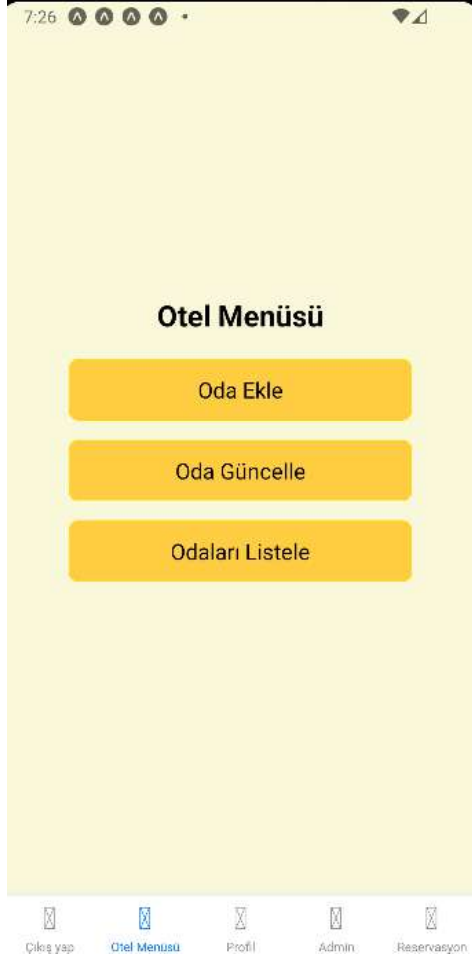 7:26
Otel Menüsü
Oda Ekle
Oda Güncelle
Odaları Listele
Çıkış yap Otel Menüsü Profil Admin Reservasyon